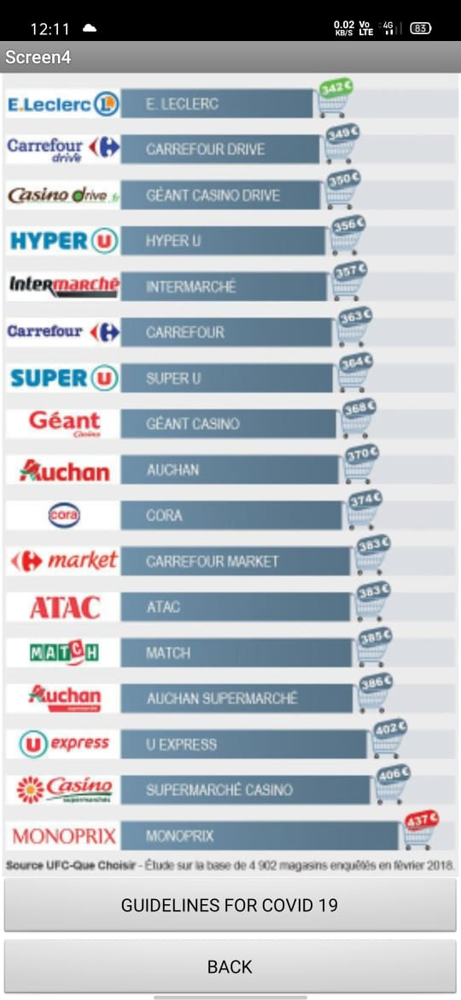 12:11 0.02 KB/S Vo LTE 4G 83
Screen4
E.Leclerc L E. LECLERC 342€
Carrefour drive CARREFOUR DRIVE 349€
Casino drive.fr GÉANT CASINO DRIVE 350€
HYPER U HYPER U 356€
Intermarché INTERMARCHÉ 357€
Carrefour CARREFOUR 363€
SUPER U SUPER U 364€
Géant Casino GÉANT CASINO 368€
Auchan AUCHAN 370€
cora CORA 374€
market CARREFOUR MARKET 383€
ATAC ATAC 383€
MATCH MATCH 385€
Auchan supermarché AUCHAN SUPERMARCHÉ 386€
U express U EXPRESS 402€
Casino supermarchés SUPERMARCHÉ CASINO 406€
MONOPRIX MONOPRIX 437€
Source UFC-Que Choisir - Étude sur la base de 4 902 magasins enquêtés en février 2018.
GUIDELINES FOR COVID 19
BACK